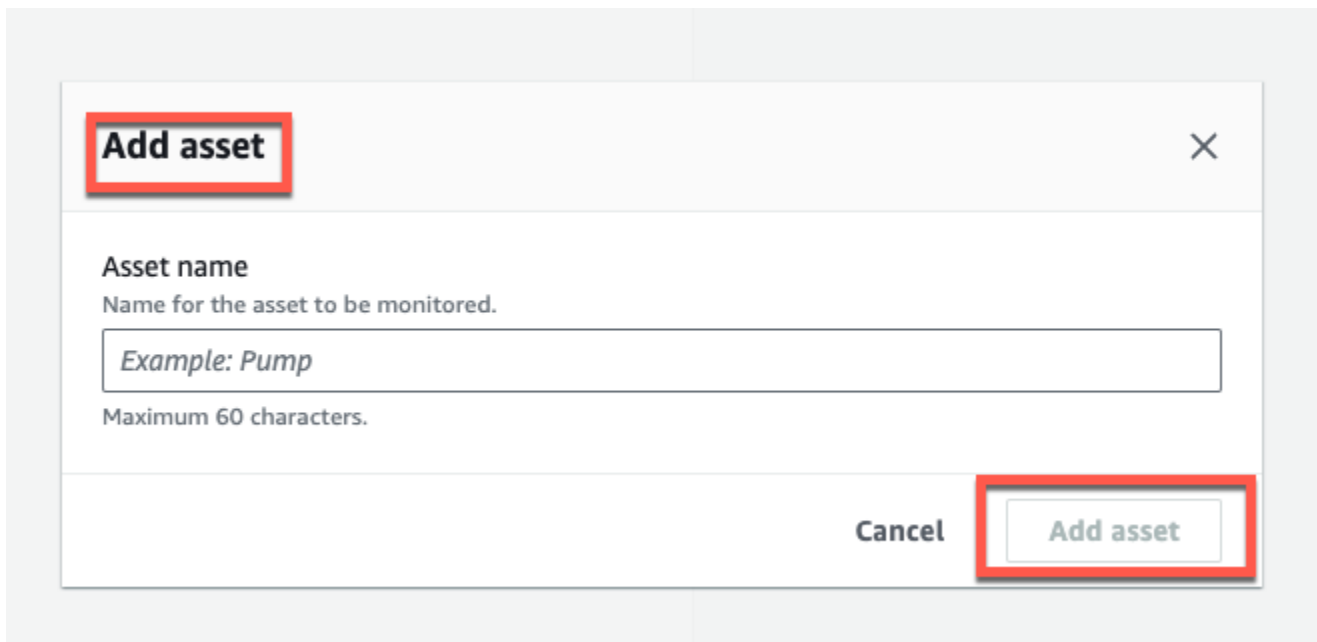 Add asset
Asset name
Name for the asset to be monitored.
Example: Pump
Maximum 60 characters.
Cancel
Add asset